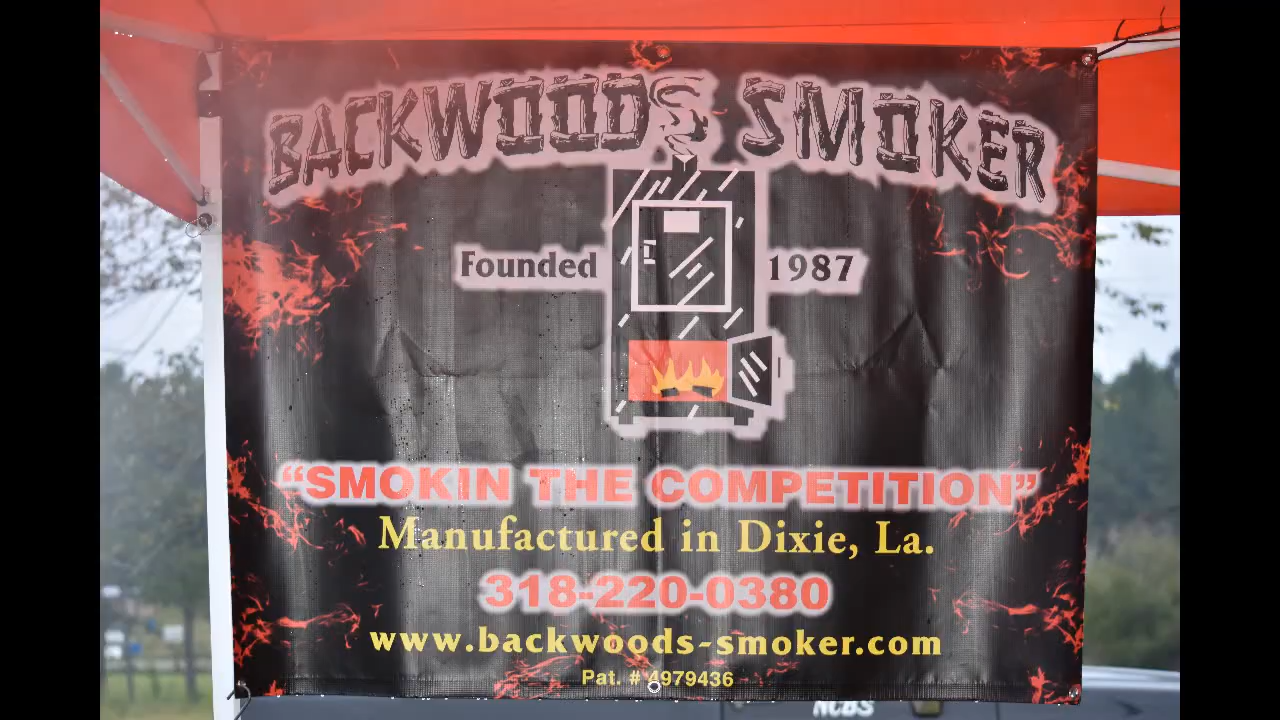 BACKWOODS SMOKER
Founded 1987
“SMOKIN THE COMPETITION”
Manufactured in Dixie, La.
318-220-0380
www.backwoods-smoker.com
Pat. # 4979436
NCBS